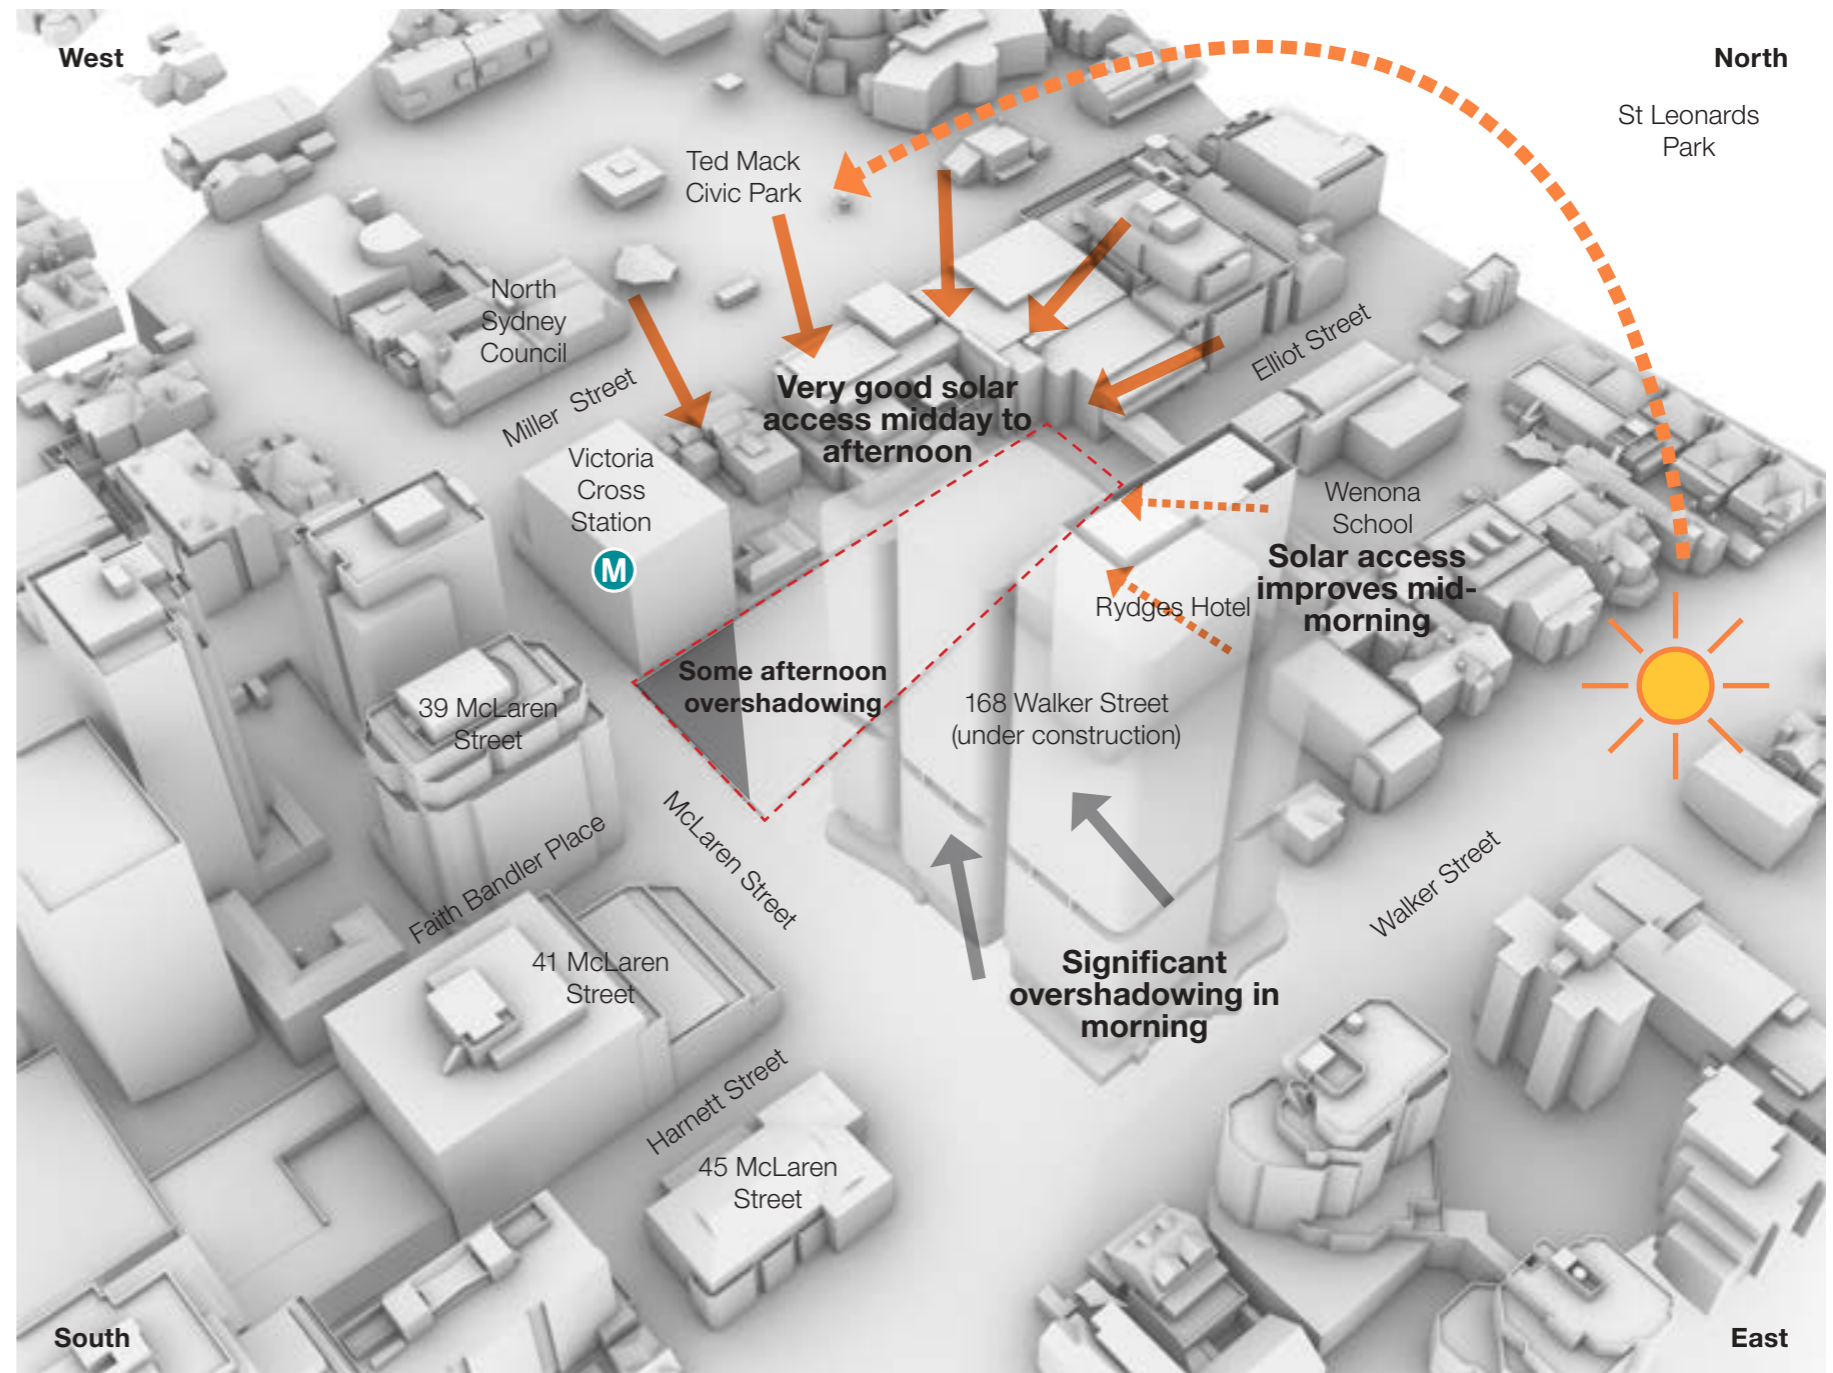 West
North
St Leonards
Park
Ted Mack
Civic Park
North
Sydney
Council
Miller Street
Elliot Street
Very good solar
access midday to
afternoon
Victoria
Cross
Station
M
Wenona
School
Solar access
improves mid-
morning
Rydges Hotel
Some afternoon
overshadowing
39 McLaren
Street
168 Walker Street
(under construction)
McLaren Street
Faith Bandler Place
Walker Street
41 McLaren
Street
Significant
overshadowing in
morning
Harnett Street
45 McLaren
Street
South
East